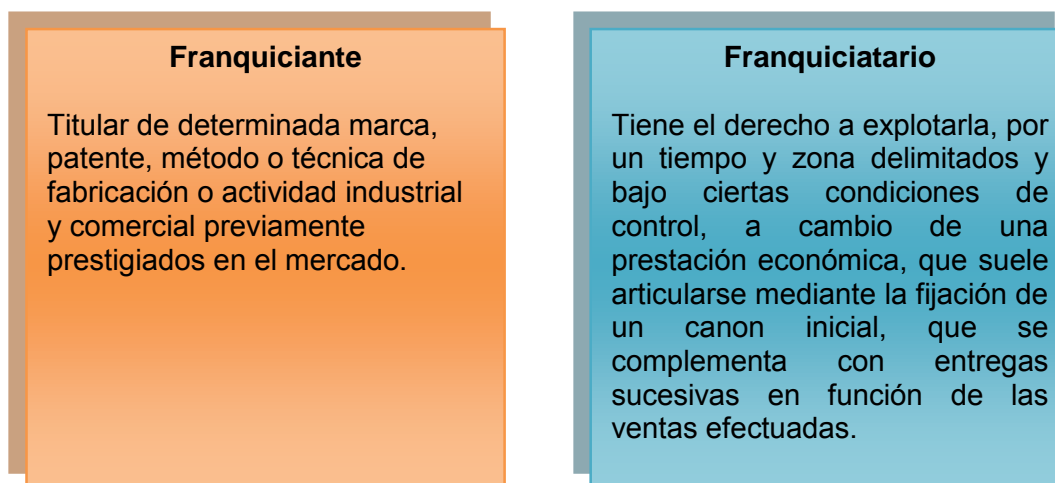 Franquiciante
Titular de determinada marca,
patente, método o técnica de
fabricación o actividad industrial
y comercial previamente
prestigiados en el mercado.
Franquiciatario
Tiene el derecho a explotarla, por
un tiempo y zona delimitados y
bajo ciertas condiciones de
control, a cambio de una
prestación económica, que suele
articularse mediante la fijación de
un canon inicial, que se
complementa con entregas
sucesivas en función de las
ventas efectuadas.